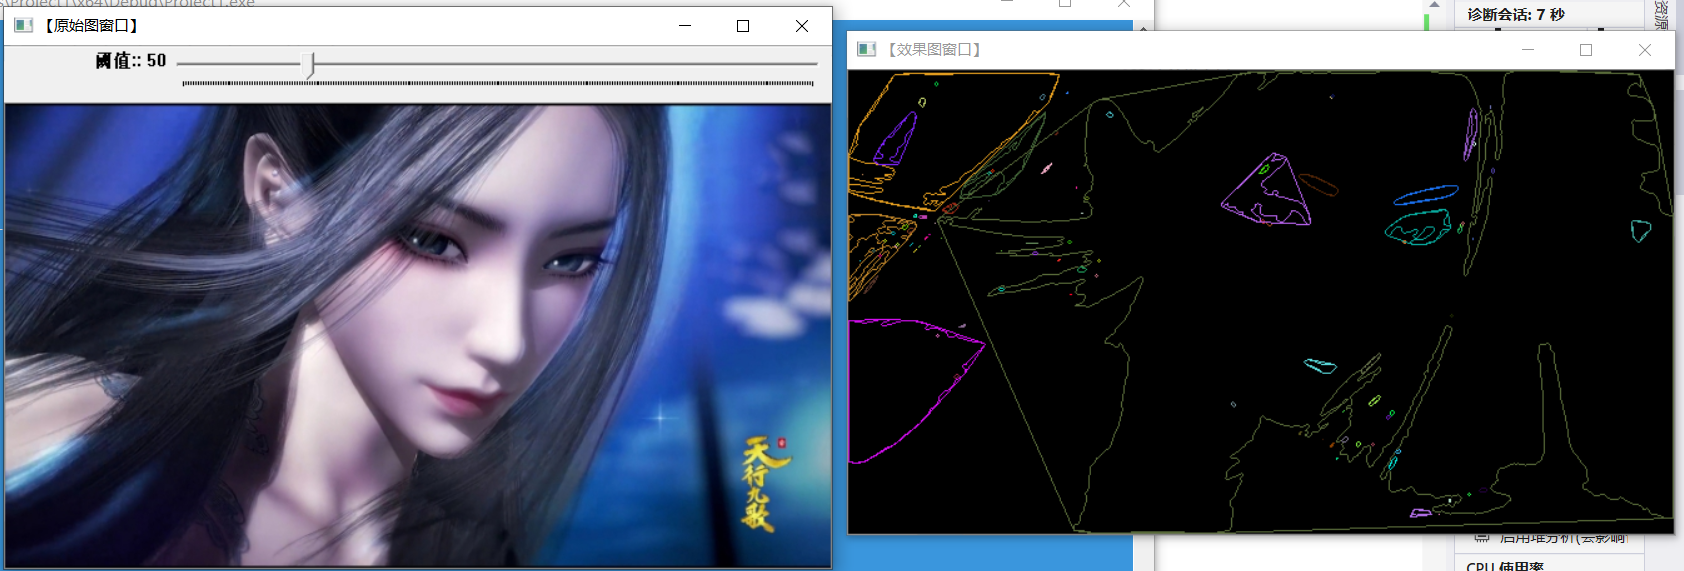 \Project1\x64\Debug\Project1.exe
【原始图窗口】
阈值:: 50
天行九歌
【效果图窗口】
诊断会话: 7 秒
资源
启用堆分析(会影响
CPU 使用率